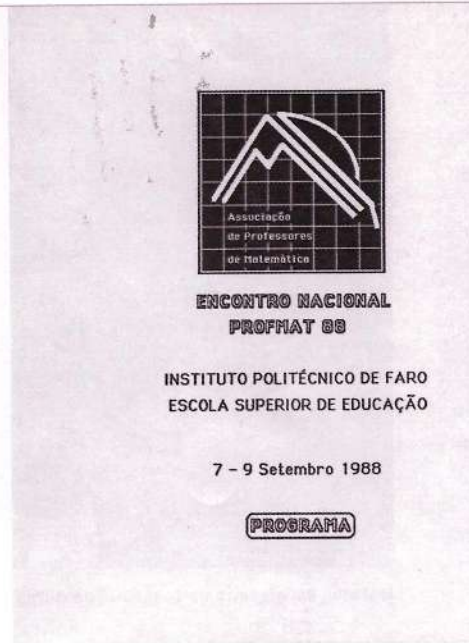 Associação
de Professores
de Matemática
ENCONTRO NACIONAL
PROFMAT 88
INSTITUTO POLITÉCNICO DE FARO
ESCOLA SUPERIOR DE EDUCAÇÃO
7 - 9 Setembro 1988
PROGRAMA